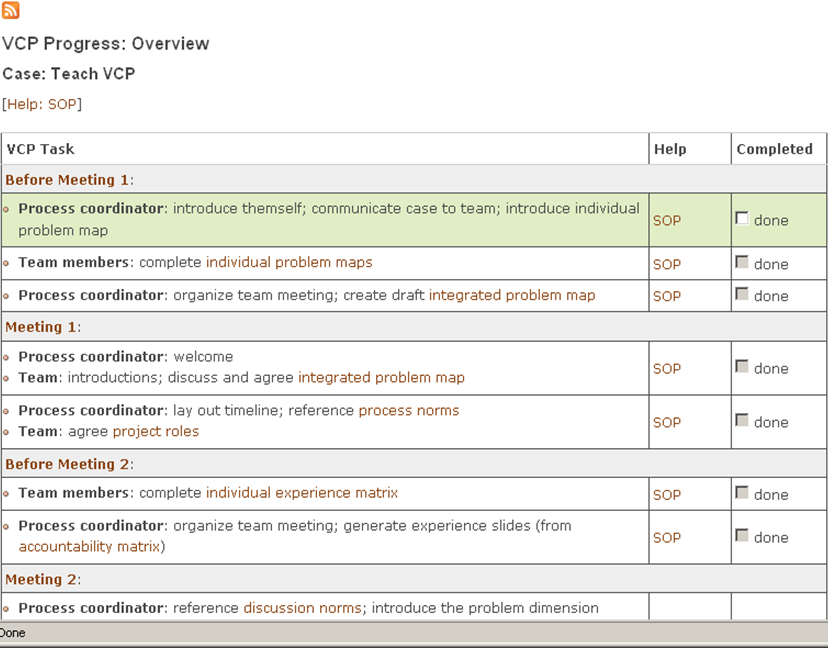 VCP Progress: Overview
Case: Teach VCP
[Help: SOP]
VCP Task Help Completed
Before Meeting 1:
Process coordinator: introduce themself; communicate case to team; introduce individual
problem map
SOP done
Team members: complete individual problem maps SOP done
Process coordinator: organize team meeting; create draft integrated problem map SOP done
Meeting 1:
Process coordinator: welcome
Team: introductions; discuss and agree integrated problem map
SOP done
Process coordinator: lay out timeline; reference process norms
Team: agree project roles
SOP done
Before Meeting 2:
Team members: complete individual experience matrix SOP done
Process coordinator: organize team meeting; generate experience slides (from
accountability matrix)
SOP done
Meeting 2:
Process coordinator: reference discussion norms; introduce the problem dimension
Done